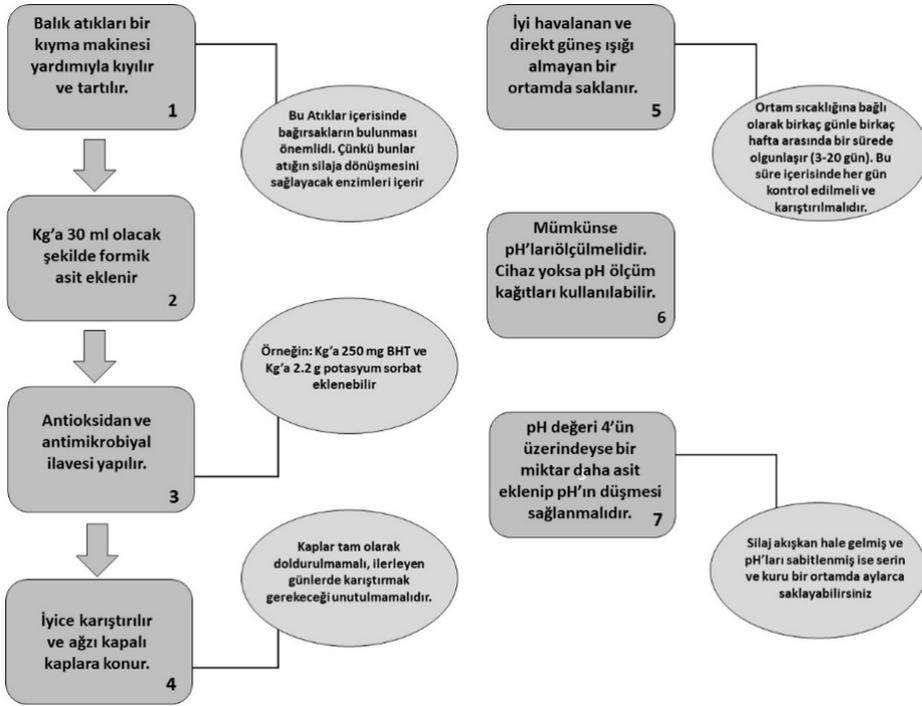 Balık atıkları bir
kıyma makinesi
yardımıyla kıyılır
ve tartılır.
1
Bu Atıklar içerisinde
bağırsakların bulunması
önemlidi. Çünkü bunlar
atığın silaja dönüşmesini
sağlayacak enzimleri içerir
Kg'a 30 ml olacak
şekilde formik
asit eklenir
2
Örneğin: Kg'a 250 mg BHT ve
Kg'a 2.2 g potasyum sorbat
eklenebilir
Antioksidan ve
antimikrobiyal
ilavesi yapılır.
3
Kaplar tam olarak
doldurulmamalı, ilerleyen
günlerde karıştırmak
gerekeceği unutulmamalıdır.
İyice karıştırılır
ve ağzı kapalı
kaplara konur.
4
İyi havalanan ve
direkt güneş ışığı
almayan bir
ortamda saklanır.
5
Ortam sıcaklığına bağlı
olarak birkaç günle birkaç
hafta arasında bir sürede
olgunlaşır (3-20 gün). Bu
süre içerisinde her gün
kontrol edilmeli ve
karıştırılmalıdır.
Mümkünse
pH'larıölçülmelidir.
Cihaz yoksa pH ölçüm
kağıtları kullanılabilir.
6
pH değeri 4'ün
üzerindeyse bir
miktar daha asit
eklenip pH'ın düşmesi
sağlanmalıdır.
7
Silaj akışkan hale gelmiş ve
pH'ları sabitlenmiş ise serin
ve kuru bir ortamda aylarca
saklayabilirsiniz